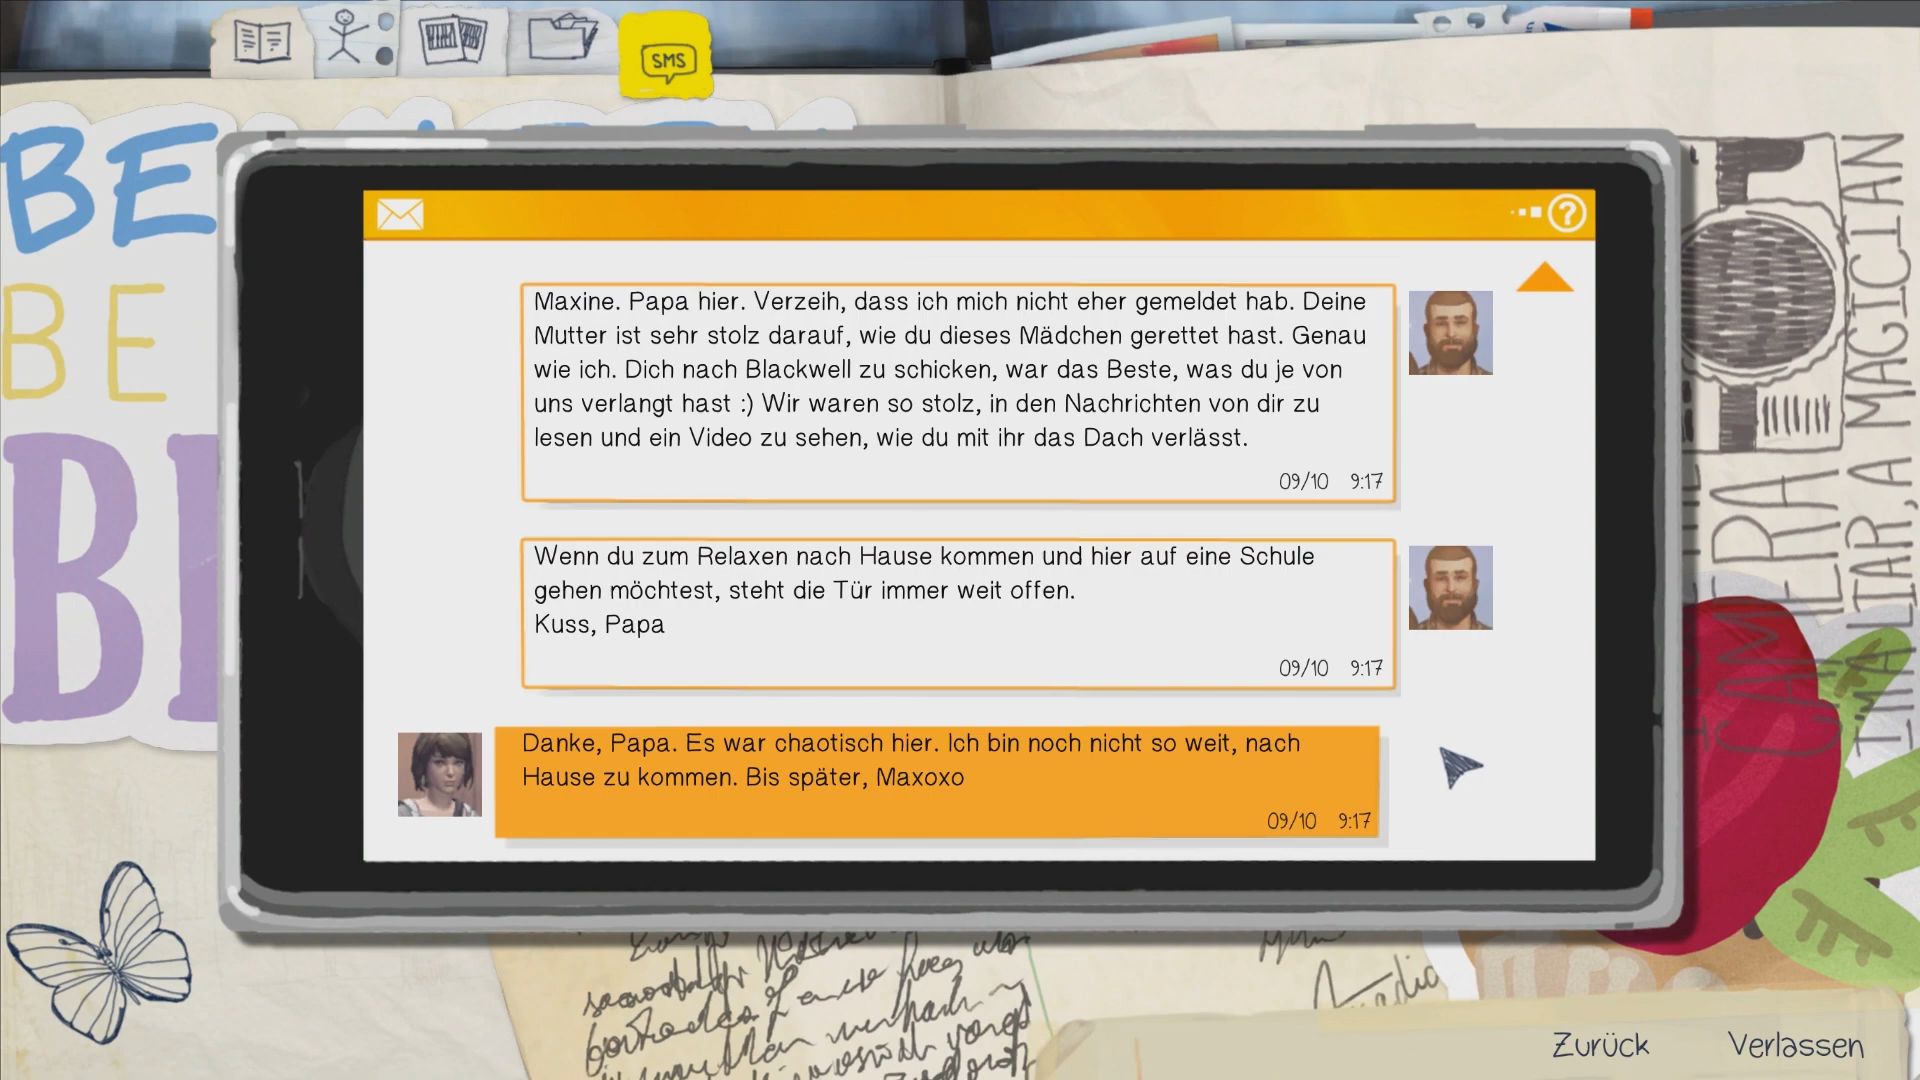 SMS
BE
BE
Maxine. Papa hier. Verzeih, dass ich mich nicht eher gemeldet hab. Deine
Mutter ist sehr stolz darauf, wie du dieses Mädchen gerettet hast. Genau
wie ich. Dich nach Blackwell zu schicken, war das Beste, was du je von
uns verlangt hast :) Wir waren so stolz, in den Nachrichten von dir zu
lesen und ein Video zu sehen, wie du mit ihr das Dach verlässt.
09/10 9:17
Wenn du zum Relaxen nach Hause kommen und hier auf eine Schule
gehen möchtest, steht die Tür immer weit offen.
Kuss, Papa
09/10 9:17
Danke, Papa. Es war chaotisch hier. Ich bin noch nicht so weit, nach
Hause zu kommen. Bis später, Maxoxo
09/10 9:17
CAMERA
LIAR, A MAGICIAN
Zurück
Verlassen